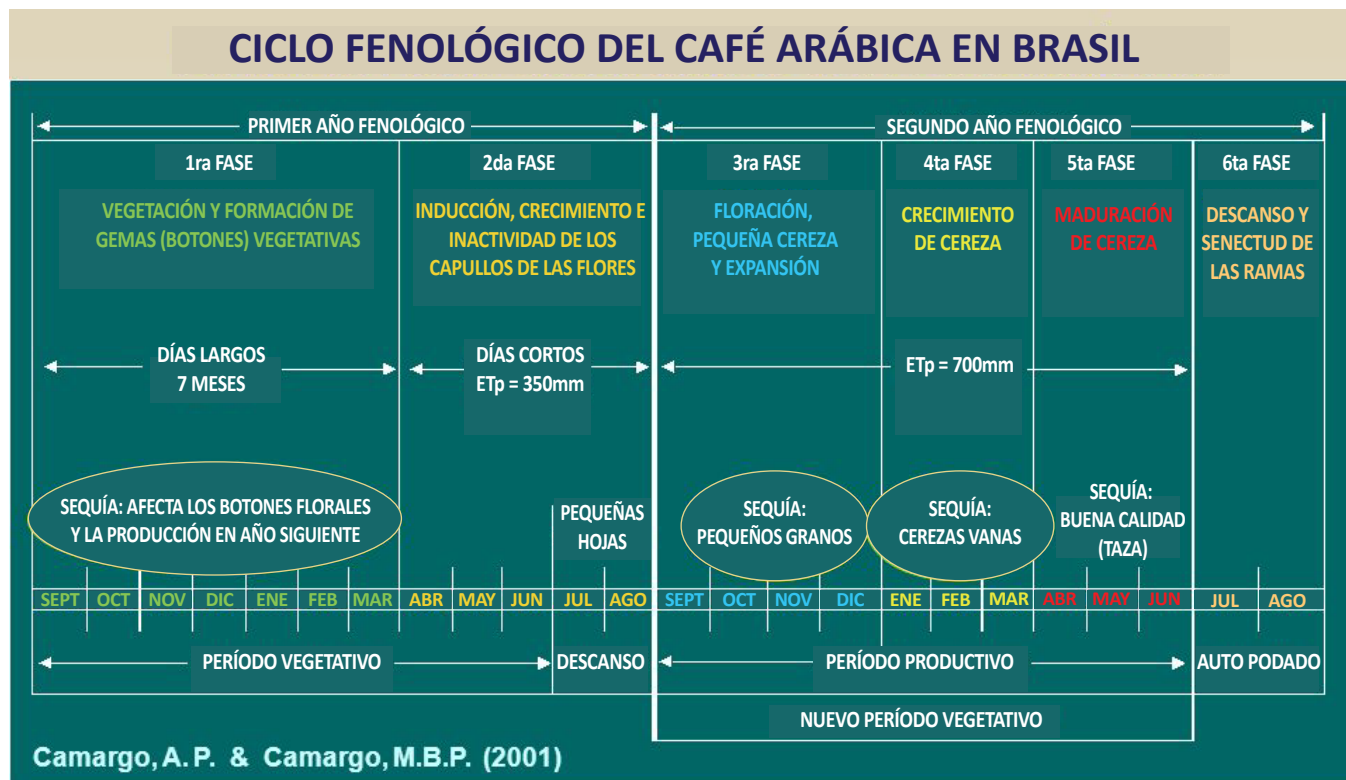 CICLO FENOLÓGICO DEL CAFÉ ARÁBICA EN BRASIL
PRIMER AÑO FENOLÓGICO
SEGUNDO AÑO FENOLÓGICO
1ra FASE
2da FASE
3ra FASE
4ta FASE
5ta FASE
6ta FASE
VEGETACIÓN Y FORMACIÓN DE
GEMAS (BOTONES) VEGETATIVAS
INDUCCIÓN, CRECIMIENTO E
INACTIVIDAD DE LOS
CAPULLOS DE LAS FLORES
FLORACIÓN,
PEQUEÑA CEREZA
Y EXPANSIÓN
CRECIMIENTO
DE CEREZA
MADURACIÓN
DE CEREZA
DESCANSO Y
SENECTUD DE
LAS RAMAS
DÍAS LARGOS
7 MESES
DÍAS CORTOS
ETp = 350mm
ETp = 700mm
SEQUÍA: AFECTA LOS BOTONES FLORALES
Y LA PRODUCCIÓN EN AÑO SIGUIENTE
PEQUEÑAS
HOJAS
SEQUÍA:
PEQUEÑOS GRANOS
SEQUÍA:
CEREZAS VANAS
SEQUÍA:
BUENA CALIDAD
(TAZA)
SEPT OCT NOV DIC ENE FEB MAR ABR MAY JUN JUL AGO SEPT OCT NOV DIC ENE FEB MAR ABR MAY JUN JUL AGO
PERÍODO VEGETATIVO
DESCANSO
PERÍODO PRODUCTIVO
AUTO PODADO
NUEVO PERÍODO VEGETATIVO
Camargo, A. P. & Camargo, M.B.P. (2001)